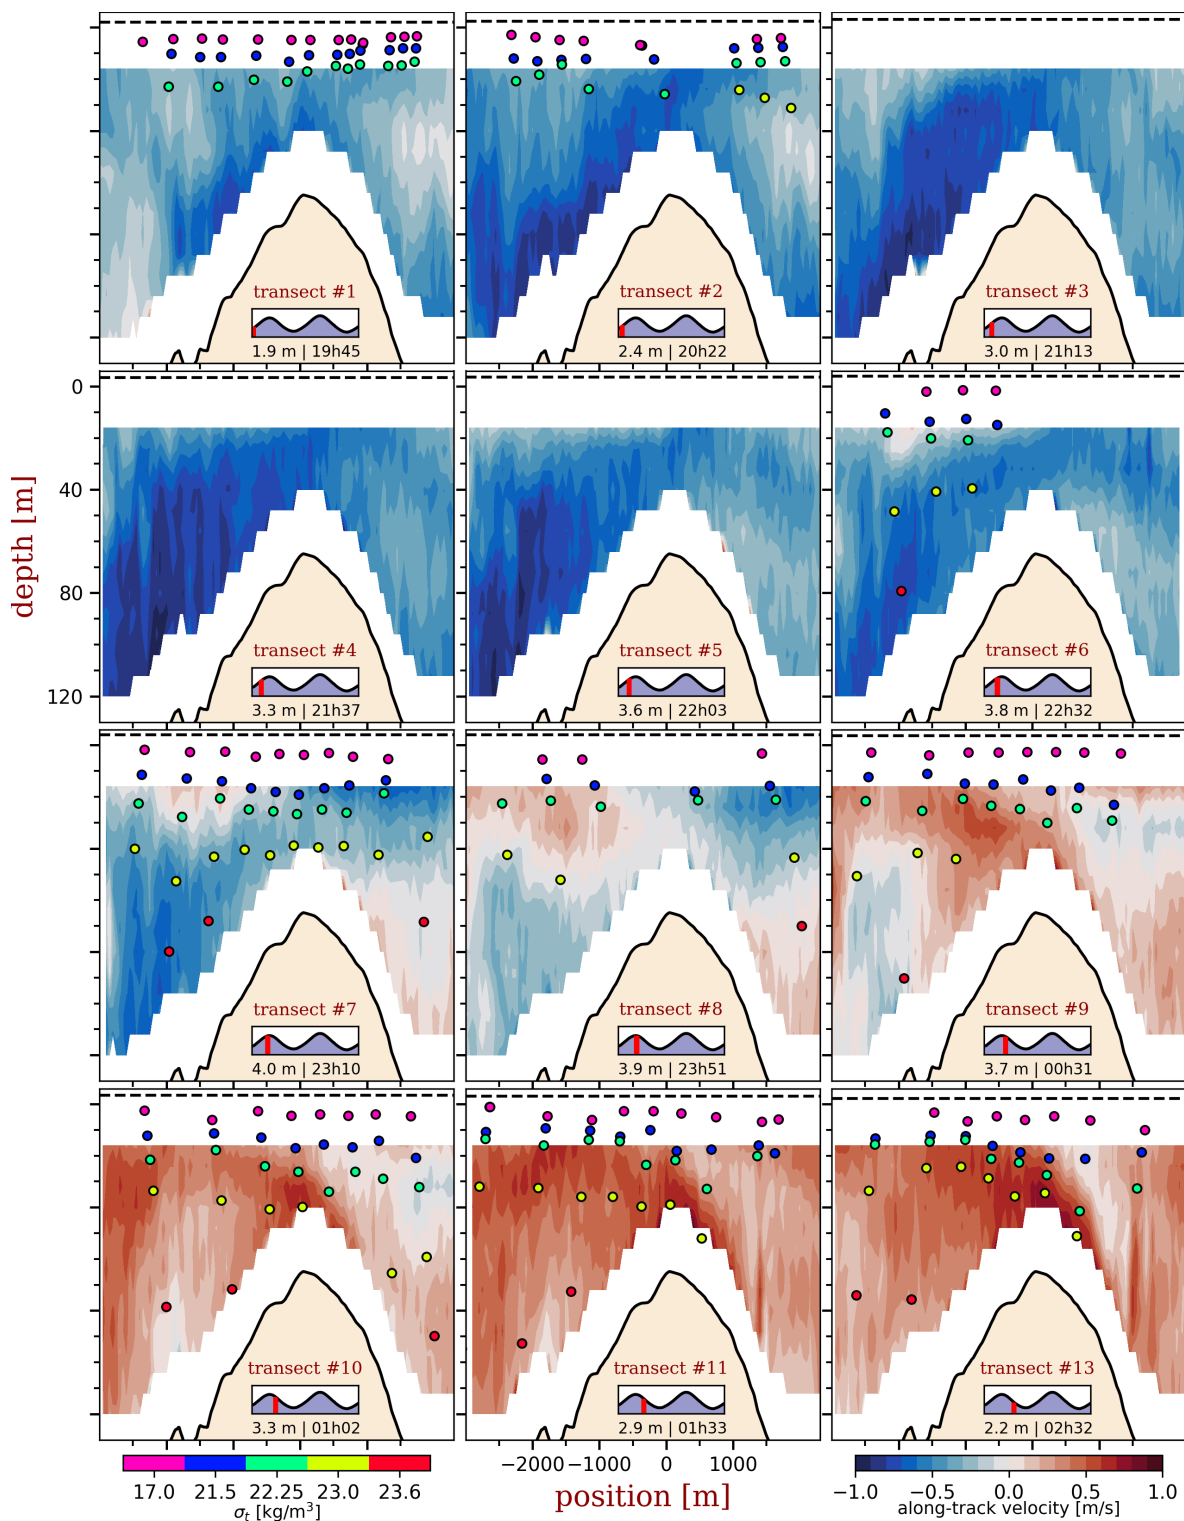 transect #1
1.9 m | 19h45
transect #2
2.4 m | 20h22
transect #3
3.0 m | 21h13
0
40
80
120
depth [m]
transect #4
3.3 m | 21h37
transect #5
3.6 m | 22h03
transect #6
3.8 m | 22h32
transect #7
4.0 m | 23h10
transect #8
3.9 m | 23h51
transect #9
3.7 m | 00h31
transect #10
3.3 m | 01h02
transect #11
2.9 m | 01h33
transect #13
2.2 m | 02h32
17.0 21.5 22.25 23.0 23.6
σt [kg/m³]
−2000 −1000 0 1000
position [m]
−1.0 −0.5 0.0 0.5 1.0
along-track velocity [m/s]